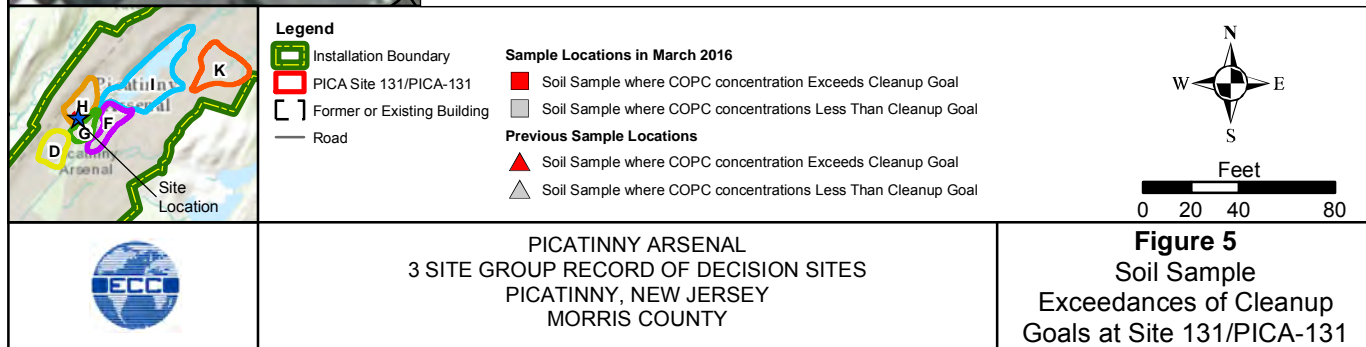 K
Picatinny
Arsenal
H
F
G
D
Arsenal
Site
Location
Legend
Installation Boundary
PICA Site 131/PICA-131
Former or Existing Building
Road
Sample Locations in March 2016
Soil Sample where COPC concentration Exceeds Cleanup Goal
Soil Sample where COPC concentrations Less Than Cleanup Goal
Previous Sample Locations
Soil Sample where COPC concentration Exceeds Cleanup Goal
Soil Sample where COPC concentrations Less Than Cleanup Goal
N
W E
S
Feet
0 20 40 80
ECC
PICATINNY ARSENAL
3 SITE GROUP RECORD OF DECISION SITES
PICATINNY, NEW JERSEY
MORRIS COUNTY
Figure 5
Soil Sample
Exceedances of Cleanup
Goals at Site 131/PICA-131